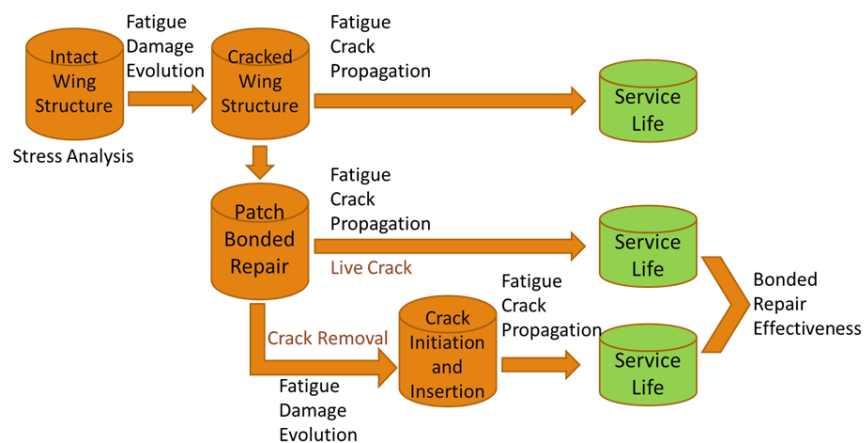 Fatigue
Damage
Evolution
Fatigue
Crack
Propagation
Intact
Wing
Structure
Cracked
Wing
Structure
Service
Life
Stress Analysis
Fatigue
Crack
Propagation
Patch
Bonded
Repair
Live Crack
Service
Life
Fatigue
Crack
Propagation
Bonded
Repair
Effectiveness
Crack Removal
Crack
Initiation
and
Insertion
Service
Life
Fatigue
Damage
Evolution